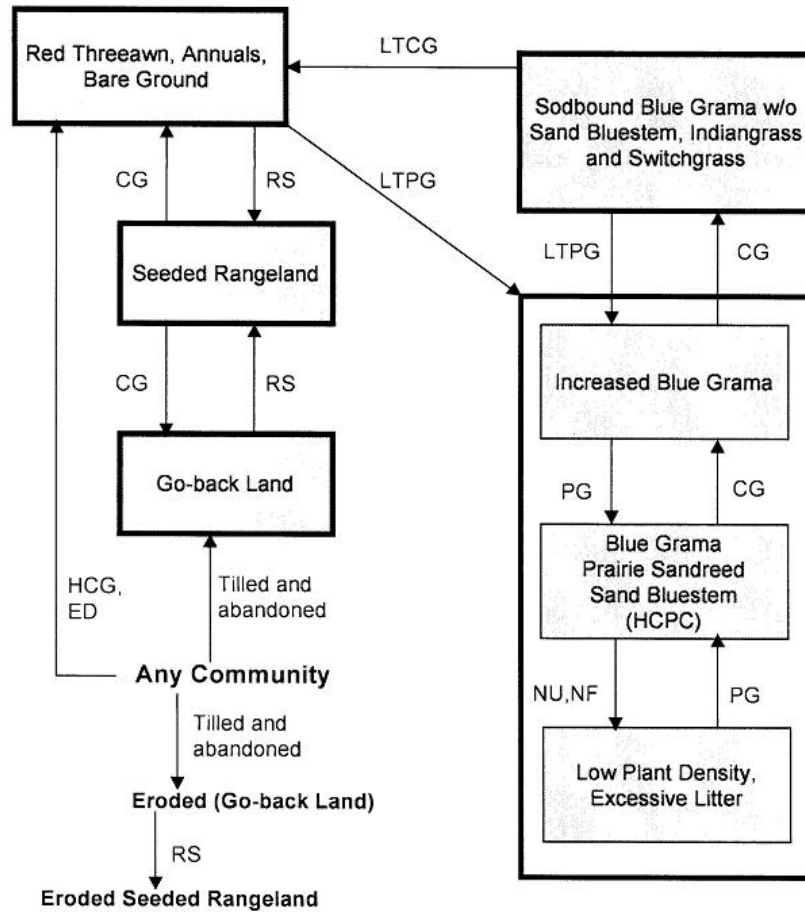 Red Threeawn, Annuals,
Bare Ground
LTCG
Sodbound Blue Grama w/o
Sand Bluestem, Indiangrass
and Switchgrass
CG
RS
LTPG
Seeded Rangeland
LTPG
CG
CG
RS
Increased Blue Grama
Go-back Land
PG
CG
Blue Grama
Prairie Sandreed
Sand Bluestem
(HCPC)
HCG,
ED
Tilled and
abandoned
Any Community
NU,NF
PG
Tilled and
abandoned
Low Plant Density,
Excessive Litter
Eroded (Go-back Land)
RS
Eroded Seeded Rangeland